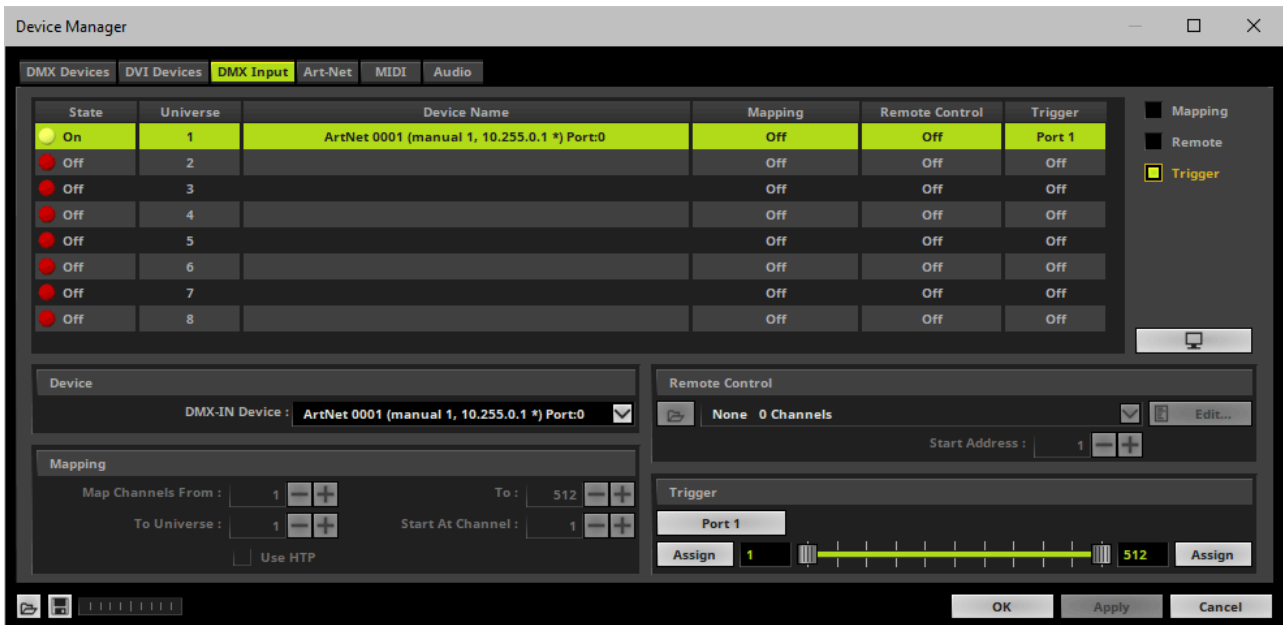 Device Manager
DMX Devices DVI Devices DMX Input Art-Net MIDI Audio
State Universe Device Name Mapping Remote Control Trigger
On 1 ArtNet 0001 (manual 1, 10.255.0.1 *) Port:0 Off Off Port 1
Off 2 Off Off Off
Off 3 Off Off Off
Off 4 Off Off Off
Off 5 Off Off Off
Off 6 Off Off Off
Off 7 Off Off Off
Off 8 Off Off Off
Mapping
Remote
Trigger
Device
DMX-IN Device : ArtNet 0001 (manual 1, 10.255.0.1 *) Port:0
Mapping
Map Channels From : 1 To : 512
To Universe : 1 Start At Channel : 1
Use HTP
Remote Control
None 0 Channels Edit...
Start Address : 1
Trigger
Port 1
Assign 1 512 Assign
OK Apply Cancel